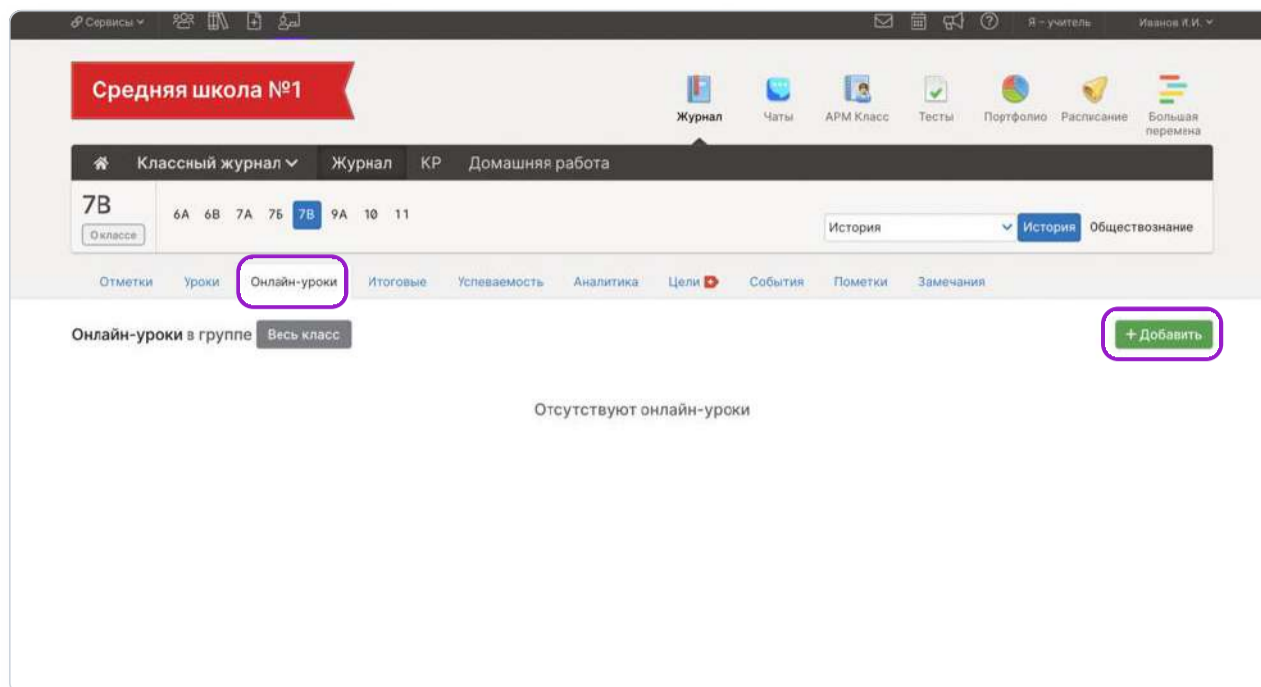 Сервисы
Я - учитель
Иванов И.И.
Средняя школа №1
Журнал
Чаты
АРМ Класс
Тесты
Портфолио
Расписание
Большая
перемена
Классный журнал
Журнал
КР
Домашняя работа
7В
О классе
6А 6В 7А 7Б 7В 9А 10 11
История
История
Обществознание
Отметки
Уроки
Онлайн-уроки
Итоговые
Успеваемость
Аналитика
Цели
События
Пометки
Замечания
Онлайн-уроки в группе Весь класс
+ Добавить
Отсутствуют онлайн-уроки